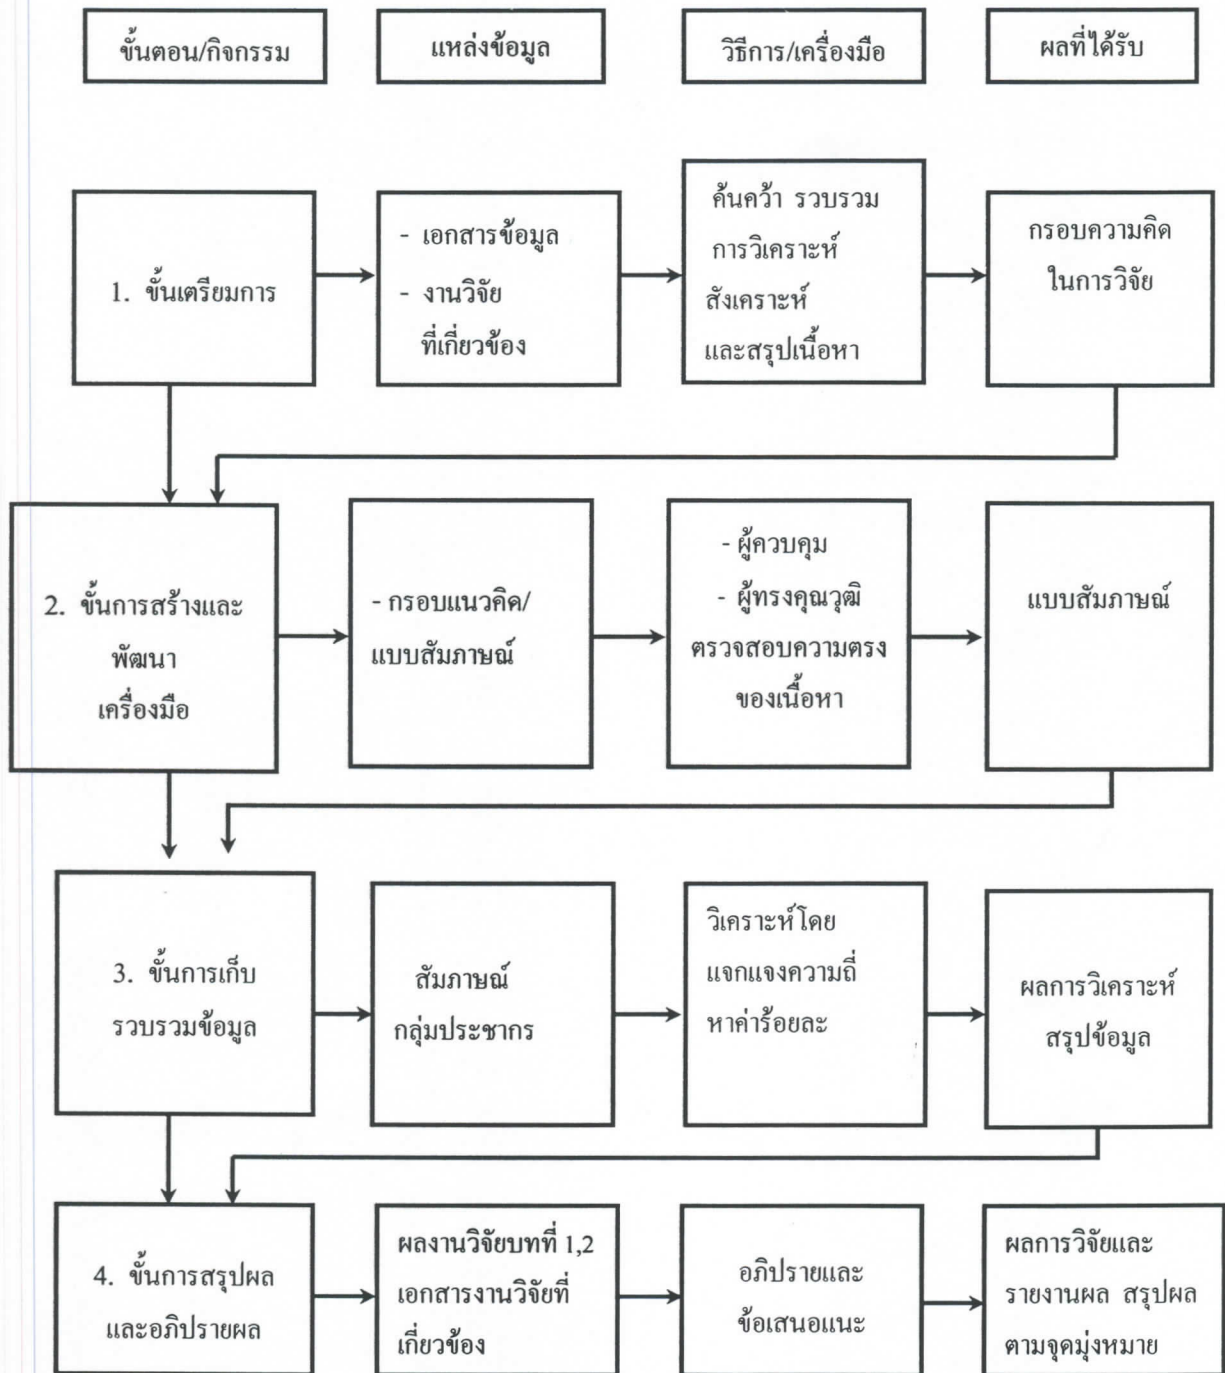 ขั้นตอน/กิจกรรม
แหล่งข้อมูล
วิธีการ/เครื่องมือ
ผลที่ได้รับ
1. ขั้นเตรียมการ
- เอกสารข้อมูล
- งานวิจัย
ที่เกี่ยวข้อง
ค้นคว้า รวบรวม
การวิเคราะห์
สังเคราะห์
และสรุปเนื้อหา
กรอบความคิด
ในการวิจัย
2. ขั้นการสร้างและ
พัฒนา
เครื่องมือ
- กรอบแนวคิด/
แบบสัมภาษณ์
- ผู้ควบคุม
- ผู้ทรงคุณวุฒิ
ตรวจสอบความตรง
ของเนื้อหา
แบบสัมภาษณ์
3. ขั้นการเก็บ
รวบรวมข้อมูล
สัมภาษณ์
กลุ่มประชากร
วิเคราะห์โดย
แจกแจงความถี่
หาค่าร้อยละ
ผลการวิเคราะห์
สรุปข้อมูล
4. ขั้นการสรุปผล
และอภิปรายผล
ผลงานวิจัยบทที่ 1,2
เอกสารงานวิจัยที่
เกี่ยวข้อง
อภิปรายและ
ข้อเสนอแนะ
ผลการวิจัยและ
รายงานผล สรุปผล
ตามจุดมุ่งหมาย